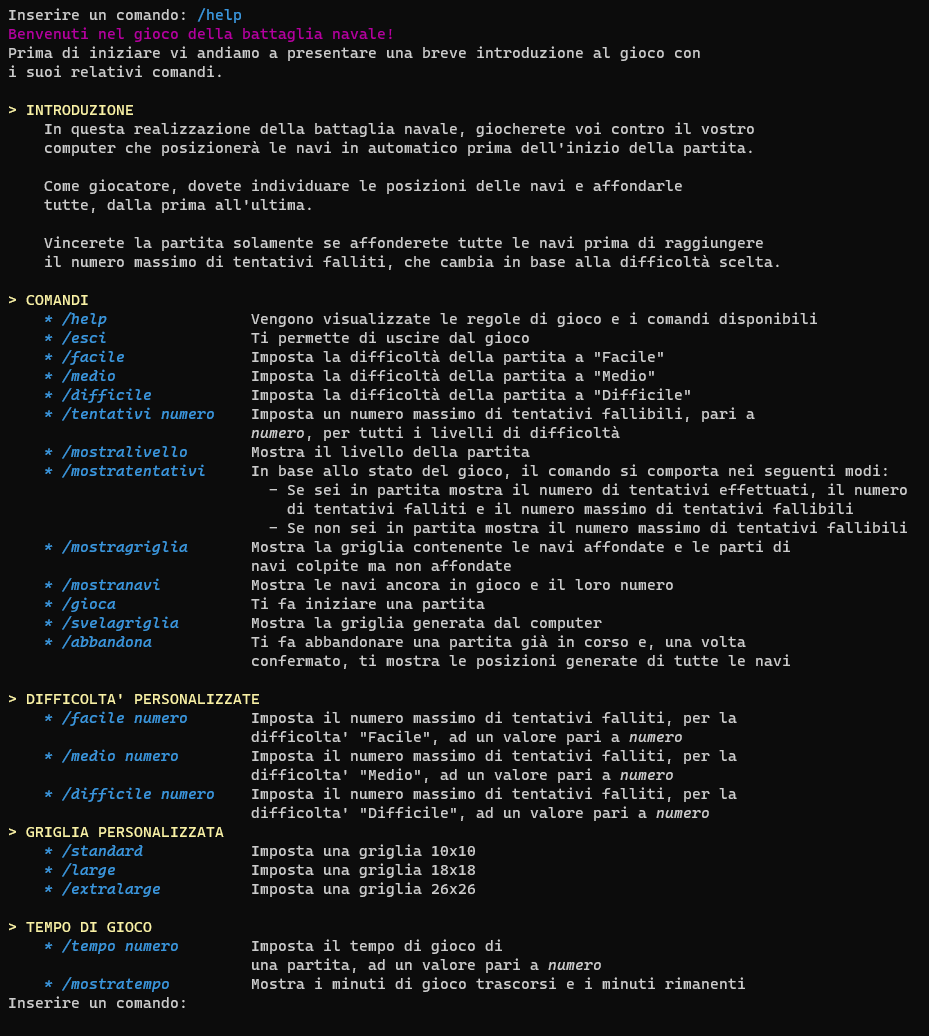 Inserire un comando: /help
Benvenuti nel gioco della battaglia navale!
Prima di iniziare vi andiamo a presentare una breve introduzione al gioco con
i suoi relativi comandi.
> INTRODUZIONE
In questa realizzazione della battaglia navale, giocherete voi contro il vostro
computer che posizionerà le navi in automatico prima dell'inizio della partita.
Come giocatore, dovete individuare le posizioni delle navi e affondarle
tutte, dalla prima all'ultima.
Vincerete la partita solamente se affonderete tutte le navi prima di raggiungere
il numero massimo di tentativi falliti, che cambia in base alla difficoltà scelta.
> COMANDI
* /help Vengono visualizzate le regole di gioco e i comandi disponibili
* /esci Ti permette di uscire dal gioco
* /facile Imposta la difficoltà della partita a "Facile"
* /medio Imposta la difficoltà della partita a "Medio"
* /difficile Imposta la difficoltà della partita a "Difficile"
* /tentativi numero Imposta un numero massimo di tentativi fallibili, pari a
numero, per tutti i livelli di difficoltà
* /mostralivello Mostra il livello della partita
* /mostratentativi In base allo stato del gioco, il comando si comporta nei seguenti modi:
- Se sei in partita mostra il numero di tentativi effettuati, il numero
di tentativi falliti e il numero massimo di tentativi fallibili
- Se non sei in partita mostra il numero massimo di tentativi fallibili
* /mostragriglia Mostra la griglia contenente le navi affondate e le parti di
navi colpite ma non affondate
* /mostranavi Mostra le navi ancora in gioco e il loro numero
* /gioca Ti fa iniziare una partita
* /svelagriglia Mostra la griglia generata dal computer
* /abbandona Ti fa abbandonare una partita già in corso e, una volta
confermato, ti mostra le posizioni generate di tutte le navi
> DIFFICOLTA' PERSONALIZZATE
* /facile numero Imposta il numero massimo di tentativi falliti, per la
difficolta' "Facile", ad un valore pari a numero
* /medio numero Imposta il numero massimo di tentativi falliti, per la
difficolta' "Medio", ad un valore pari a numero
* /difficile numero Imposta il numero massimo di tentativi falliti, per la
difficolta' "Difficile", ad un valore pari a numero
> GRIGLIA PERSONALIZZATA
* /standard Imposta una griglia 10x10
* /large Imposta una griglia 18x18
* /extralarge Imposta una griglia 26x26
> TEMPO DI GIOCO
* /tempo numero Imposta il tempo di gioco di
una partita, ad un valore pari a numero
* /mostratempo Mostra i minuti di gioco trascorsi e i minuti rimanenti
Inserire un comando: